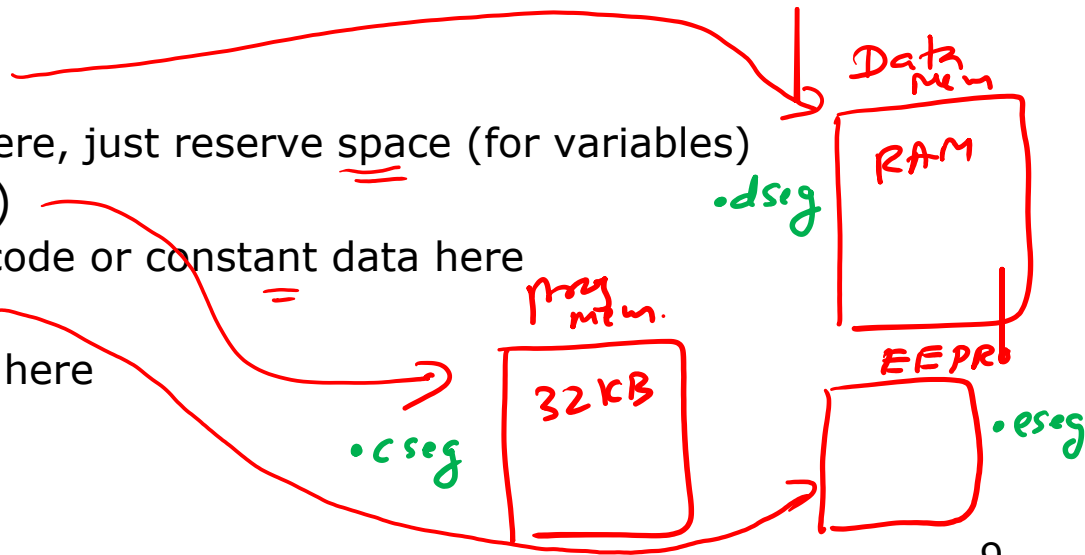 Data
Mem
ere, just reserve space (for variables)
RAM
.dseg
)
code or constant data here
prog
mem.
EEPRO
here
32KB
.cseg
.eseg
9